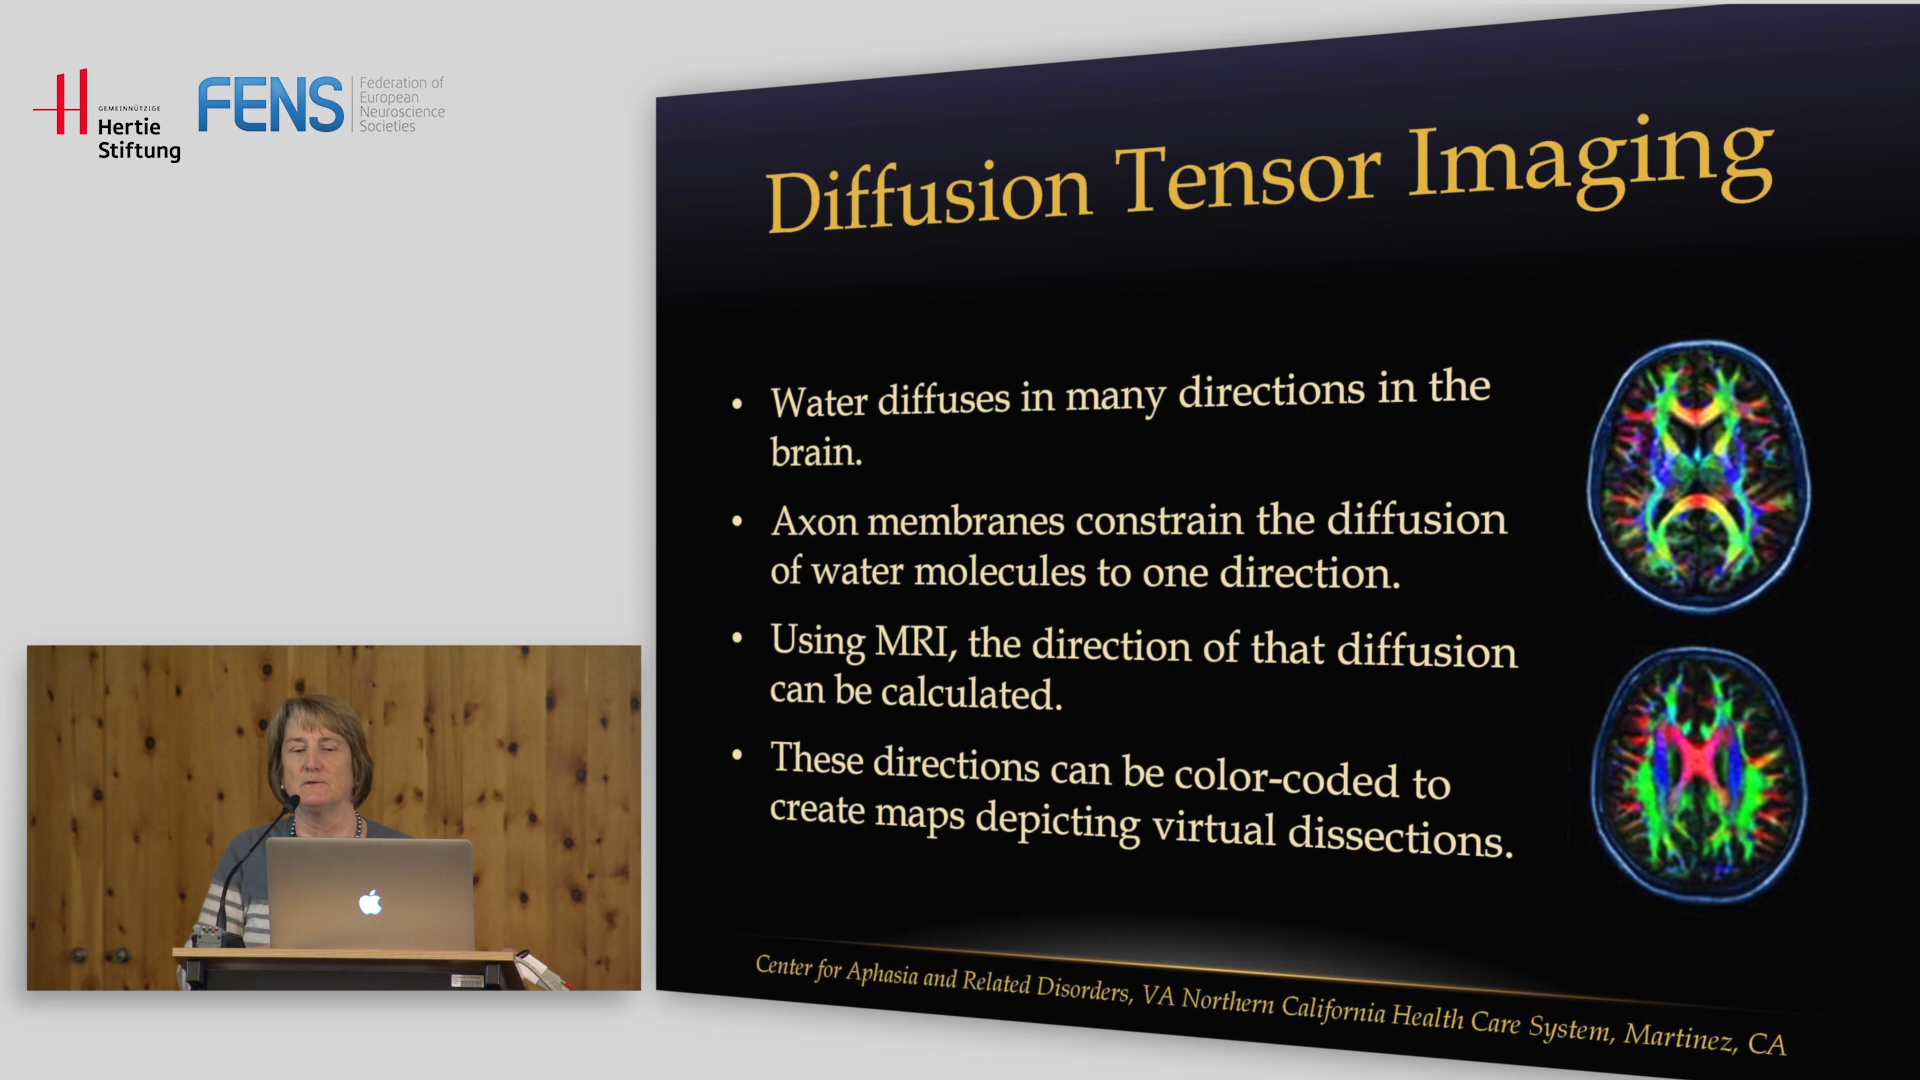 GEMEINNÜTZIGE
Hertie
Stiftung
FENS
Federation of
European
Neuroscience
Societies
Diffusion Tensor Imaging
• Water diffuses in many directions in the
brain.
• Axon membranes constrain the diffusion
of water molecules to one direction.
• Using MRI, the direction of that diffusion
can be calculated.
• These directions can be color-coded to
create maps depicting virtual dissections.
Center for Aphasia and Related Disorders, VA Northern California Health Care System, Martinez, CA